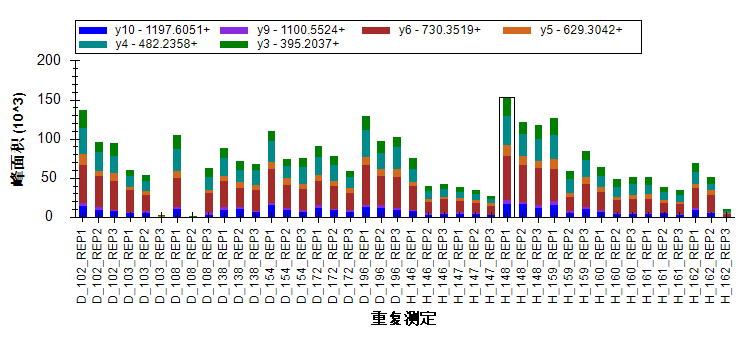 y10 - 1197.6051+ y9 - 1100.5524+ y6 - 730.3519+ y5 - 629.3042+
y4 - 482.2358+ y3 - 395.2037+
200
150
100
50
0
峰面积 (10^3)
D_102_REP1
D_102_REP2
D_102_REP3
D_103_REP1
D_103_REP2
D_103_REP3
D_108_REP1
D_108_REP2
D_108_REP3
D_138_REP1
D_138_REP2
D_138_REP3
D_154_REP1
D_154_REP2
D_154_REP3
D_172_REP1
D_172_REP2
D_172_REP3
D_196_REP1
D_196_REP2
D_196_REP3
H_146_REP1
H_146_REP2
H_146_REP3
H_147_REP1
H_147_REP2
H_147_REP3
H_148_REP1
H_148_REP2
H_148_REP3
H_159_REP1
H_159_REP2
H_159_REP3
H_160_REP1
H_160_REP2
H_160_REP3
H_161_REP1
H_161_REP2
H_161_REP3
H_162_REP1
H_162_REP2
H_162_REP3
重复测定